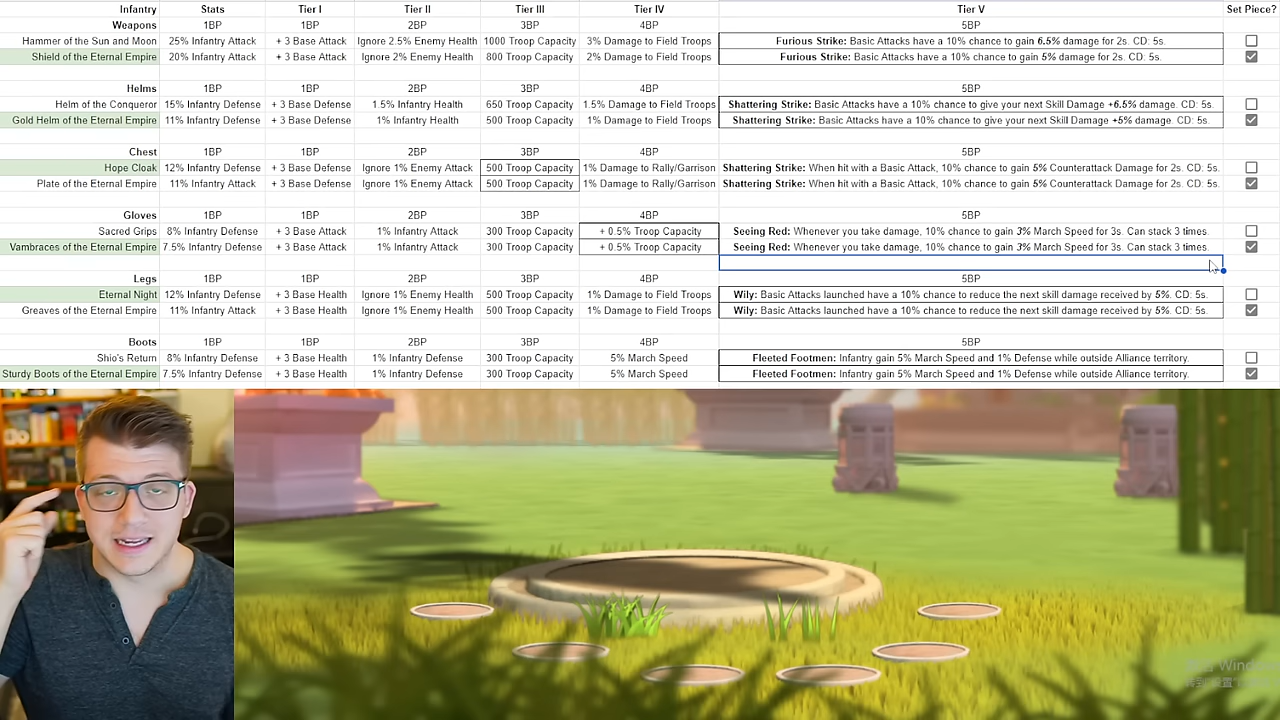 Infantry Stats Tier I Tier II Tier III Tier IV Tier V Set Piece?
Weapons 1BP 1BP 2BP 3BP 4BP 5BP
Hammer of the Sun and Moon 25% Infantry Attack + 3 Base Attack Ignore 2.5% Enemy Health 1000 Troop Capacity 3% Damage to Field Troops Furious Strike: Basic Attacks have a 10% chance to gain 6.5% damage for 2s. CD: 5s.
Shield of the Eternal Empire 20% Infantry Attack + 3 Base Attack Ignore 2% Enemy Health 800 Troop Capacity 2% Damage to Field Troops Furious Strike: Basic Attacks have a 10% chance to gain 5% damage for 2s. CD: 5s.
Helms 1BP 1BP 2BP 3BP 4BP 5BP
Helm of the Conqueror 15% Infantry Defense + 3 Base Defense 1.5% Infantry Health 650 Troop Capacity 1.5% Damage to Field Troops Shattering Strike: Basic Attacks have a 10% chance to give your next Skill Damage +6.5% damage. CD: 5s.
Gold Helm of the Eternal Empire 11% Infantry Defense + 3 Base Defense 1% Infantry Health 500 Troop Capacity 1% Damage to Field Troops Shattering Strike: Basic Attacks have a 10% chance to give your next Skill Damage +5% damage. CD: 5s.
Chest 1BP 1BP 2BP 3BP 4BP 5BP
Hope Cloak 12% Infantry Attack + 3 Base Defense Ignore 1% Enemy Attack 500 Troop Capacity 1% Damage to Rally/Garrison Shattering Strike: When hit with a Basic Attack, 10% chance to gain 5% Counterattack Damage for 2s. CD: 5s.
Plate of the Eternal Empire 11% Infantry Attack + 3 Base Defense Ignore 1% Enemy Attack 500 Troop Capacity 1% Damage to Rally/Garrison Shattering Strike: When hit with a Basic Attack, 10% chance to gain 5% Counterattack Damage for 2s. CD: 5s.
Gloves 1BP 1BP 2BP 3BP 4BP 5BP
Sacred Grips 8% Infantry Defense + 3 Base Attack 1% Infantry Attack 300 Troop Capacity + 0.5% Troop Capacity Seeing Red: Whenever you take damage, 10% chance to gain 3% March Speed for 3s. Can stack 3 times.
Vambraces of the Eternal Empire 7.5% Infantry Defense + 3 Base Attack 1% Infantry Attack 300 Troop Capacity + 0.5% Troop Capacity Seeing Red: Whenever you take damage, 10% chance to gain 3% March Speed for 3s. Can stack 3 times.
Legs 1BP 1BP 2BP 3BP 4BP 5BP
Eternal Night 12% Infantry Defense + 3 Base Health Ignore 1% Enemy Health 500 Troop Capacity 1% Damage to Field Troops Wily: Basic Attacks launched have a 10% chance to reduce the next skill damage received by 5%. CD: 5s.
Greaves of the Eternal Empire 11% Infantry Attack + 3 Base Health Ignore 1% Enemy Health 500 Troop Capacity 1% Damage to Field Troops Wily: Basic Attacks launched have a 10% chance to reduce the next skill damage received by 5%. CD: 5s.
Boots 1BP 1BP 2BP 3BP 4BP 5BP
Shio's Return 8% Infantry Defense + 3 Base Health 1% Infantry Defense 300 Troop Capacity 5% March Speed Fleeted Footmen: Infantry gain 5% March Speed and 1% Defense while outside Alliance territory.
Sturdy Boots of the Eternal Empire 7.5% Infantry Defense + 3 Base Health 1% Infantry Defense 300 Troop Capacity 5% March Speed Fleeted Footmen: Infantry gain 5% March Speed and 1% Defense while outside Alliance territory.